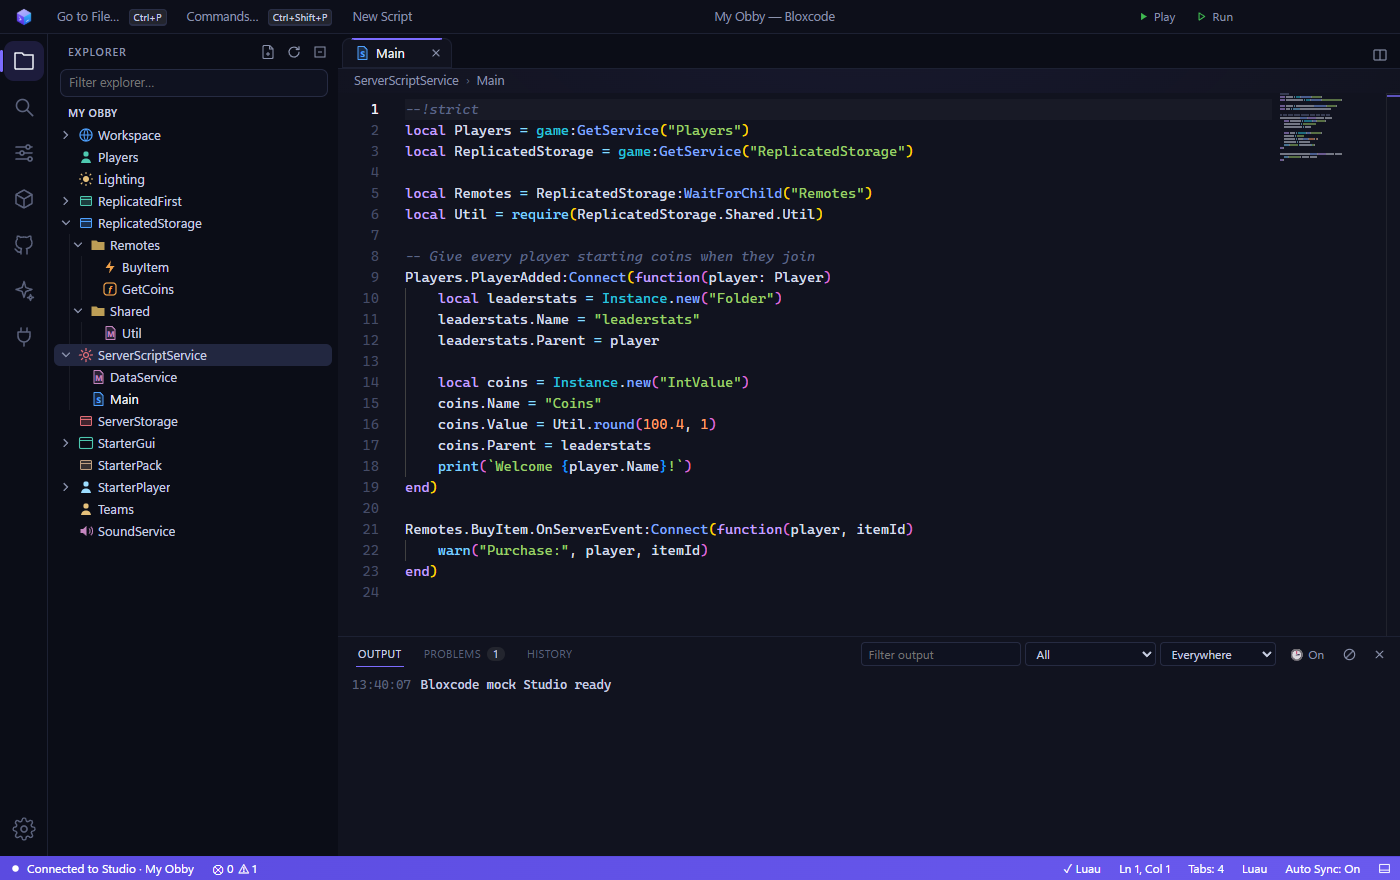 Go to File... Ctrl+P Commands... Ctrl+Shift+P New Script My Obby — Bloxcode Play Run
EXPLORER
Filter explorer...
MY OBBY
Workspace
Players
Lighting
ReplicatedFirst
ReplicatedStorage
Remotes
BuyItem
GetCoins
Shared
Util
ServerScriptService
DataService
Main
ServerStorage
StarterGui
StarterPack
StarterPlayer
Teams
SoundService
Main
ServerScriptService › Main
1 --!strict
2 local Players = game:GetService("Players")
3 local ReplicatedStorage = game:GetService("ReplicatedStorage")
4
5 local Remotes = ReplicatedStorage:WaitForChild("Remotes")
6 local Util = require(ReplicatedStorage.Shared.Util)
7
8 -- Give every player starting coins when they join
9 Players.PlayerAdded:Connect(function(player: Player)
10 local leaderstats = Instance.new("Folder")
11 leaderstats.Name = "leaderstats"
12 leaderstats.Parent = player
13
14 local coins = Instance.new("IntValue")
15 coins.Name = "Coins"
16 coins.Value = Util.round(100.4, 1)
17 coins.Parent = leaderstats
18 print(`Welcome {player.Name}!`)
19 end)
20
21 Remotes.BuyItem.OnServerEvent:Connect(function(player, itemId)
22 warn("Purchase:", player, itemId)
23 end)
24
OUTPUT PROBLEMS 1 HISTORY Filter output All Everywhere On
13:40:07 Bloxcode mock Studio ready
Connected to Studio · My Obby 0 1 ✓ Luau Ln 1, Col 1 Tabs: 4 Luau Auto Sync: On